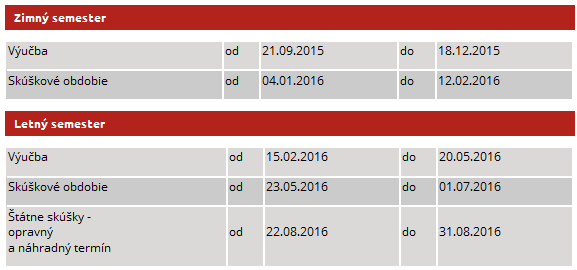 Zimný semester
Výučba od 21.09.2015 do 18.12.2015
Skúškové obdobie od 04.01.2016 do 12.02.2016
Letný semester
Výučba od 15.02.2016 do 20.05.2016
Skúškové obdobie od 23.05.2016 do 01.07.2016
Štátne skúšky -
opravný od 22.08.2016 do 31.08.2016
a náhradný termín